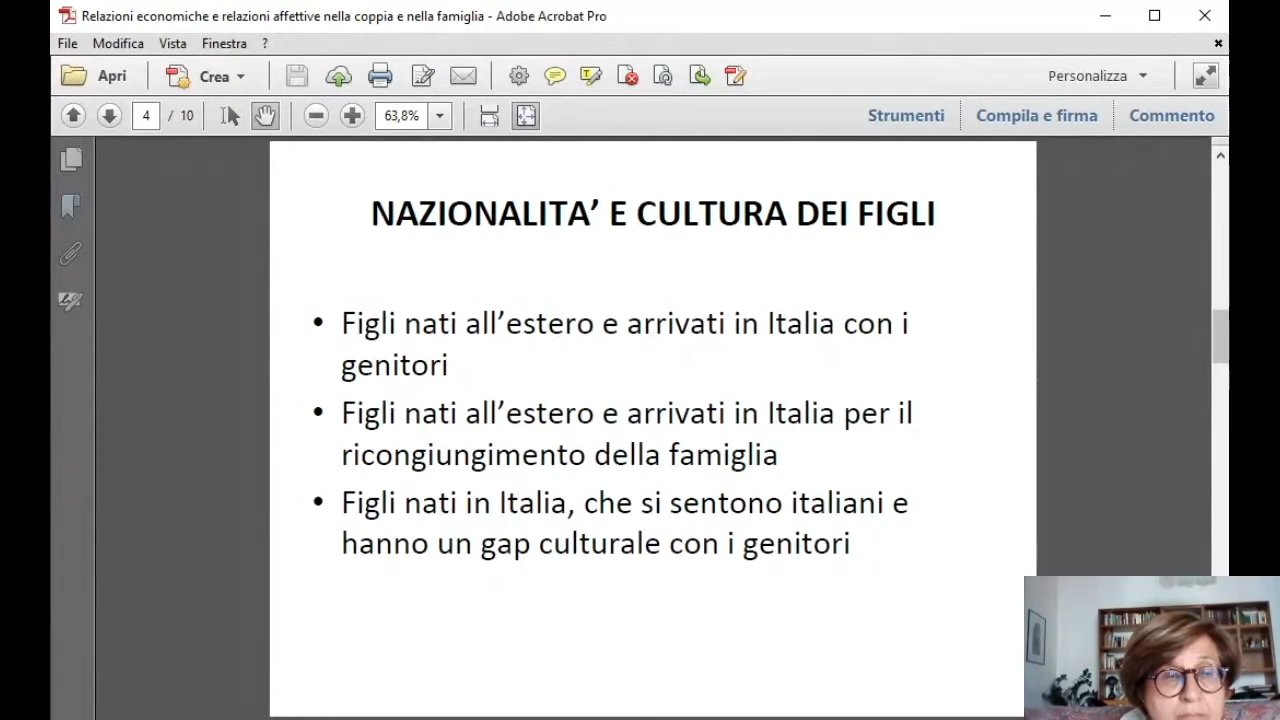 Relazioni economiche e relazioni affettive nella coppia e nella famiglia - Adobe Acrobat Pro
File Modifica Vista Finestra ?
Apri Crea Personalizza
4 / 10 63,8% Strumenti Compila e firma Commento
NAZIONALITA’ E CULTURA DEI FIGLI
• Figli nati all’estero e arrivati in Italia con i
genitori
• Figli nati all’estero e arrivati in Italia per il
ricongiungimento della famiglia
• Figli nati in Italia, che si sentono italiani e
hanno un gap culturale con i genitori